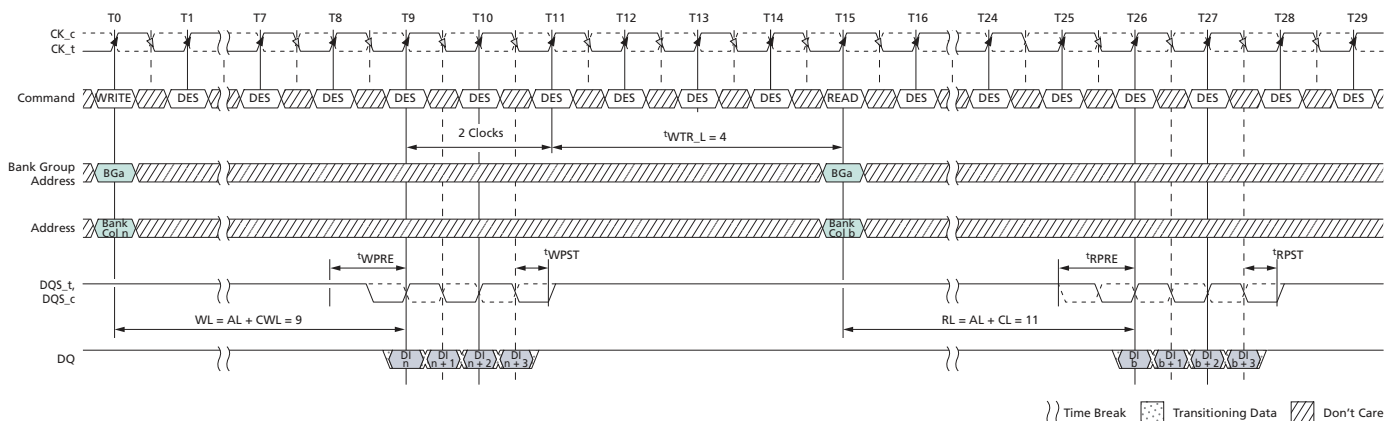 T0 T1 T7 T8 T9 T10 T11 T12 T13 T14 T15 T16 T24 T25 T26 T27 T28 T29
CK_c
CK_t
Command WRITE DES DES DES DES DES DES DES DES DES READ DES DES DES DES DES DES DES
2 Clocks tWTR_L = 4
Bank Group
Address BGa BGa
Address Bank Col n Bank Col b
tWPRE tWPST tRPRE tRPST
DQS_t,
DQS_c
WL = AL + CWL = 9 RL = AL + CL = 11
DQ DI n DI n + 1 DI n + 2 DI n + 3 DI b DI b + 1 DI b + 2 DI b + 3
Time Break Transitioning Data Don't Care